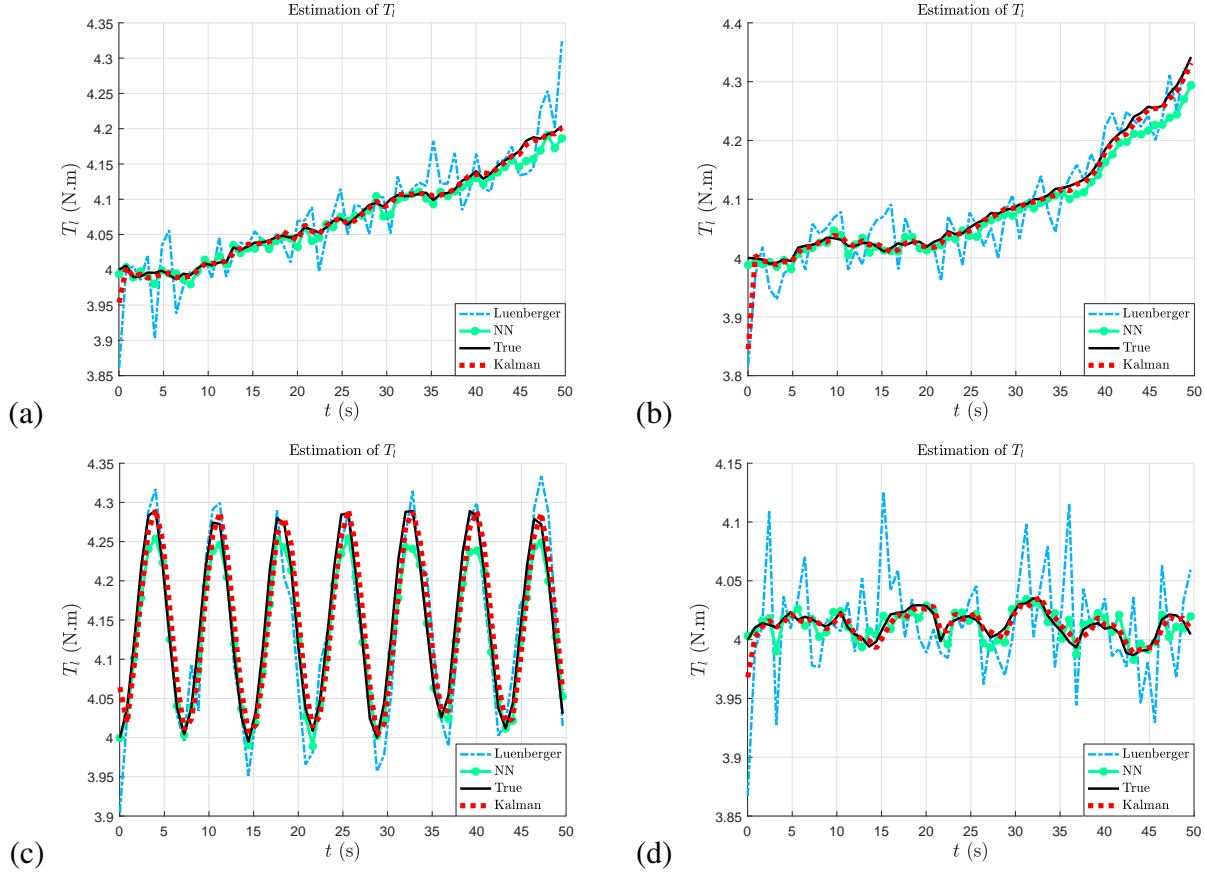 Estimation of T_l
4.35
4.3
4.25
4.2
4.15
4.1
4.05
4
3.95
3.9
3.85
T_l (N.m)
0 5 10 15 20 25 30 35 40 45 50
t (s)
Luenberger
NN
True
Kalman
(a)
Estimation of T_l
4.4
4.3
4.2
4.1
4
3.9
3.8
T_l (N.m)
0 5 10 15 20 25 30 35 40 45 50
t (s)
Luenberger
NN
True
Kalman
(b)
Estimation of T_l
4.35
4.3
4.25
4.2
4.15
4.1
4.05
4
3.95
3.9
T_l (N.m)
0 5 10 15 20 25 30 35 40 45 50
t (s)
Luenberger
NN
True
Kalman
(c)
Estimation of T_l
4.15
4.1
4.05
4
3.95
3.9
3.85
T_l (N.m)
0 5 10 15 20 25 30 35 40 45 50
t (s)
Luenberger
NN
True
Kalman
(d)